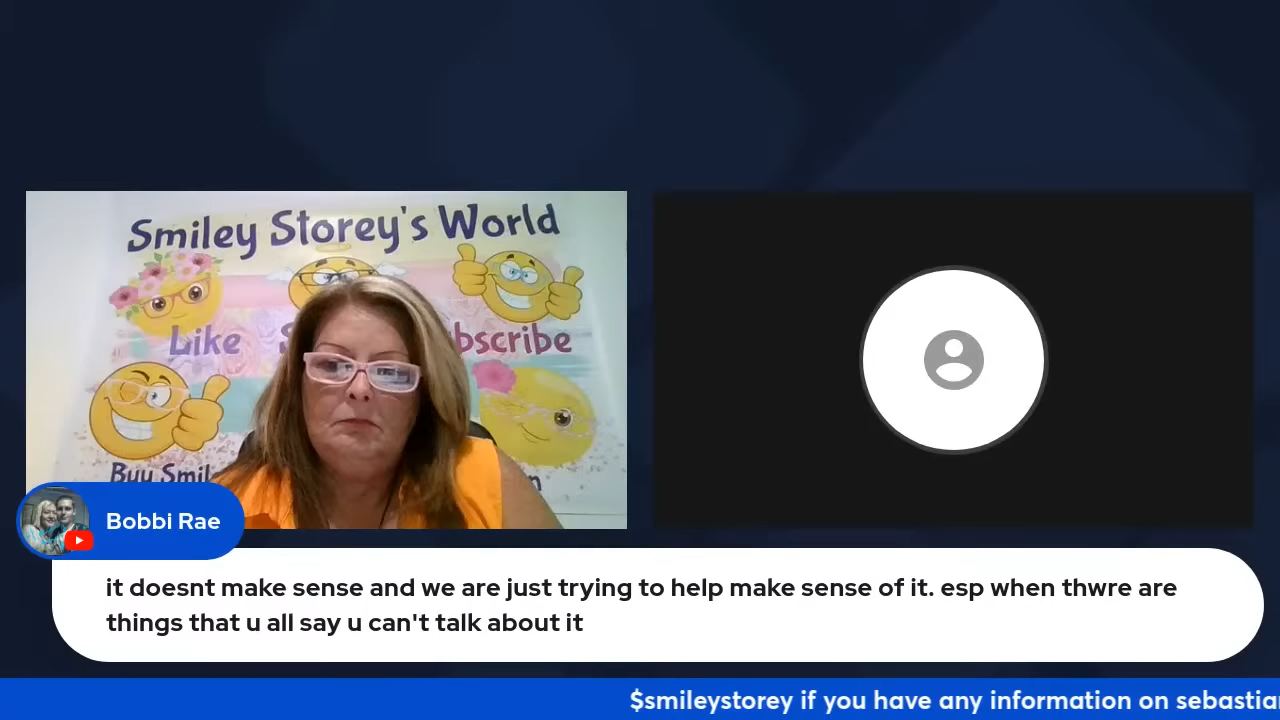 Smiley Storey's World
Like
bscribe
Buy Smil
Bobbi Rae
it doesnt make sense and we are just trying to help make sense of it. esp when thwre are
things that u all say u can't talk about it
$smileystorey if you have any information on sebastia